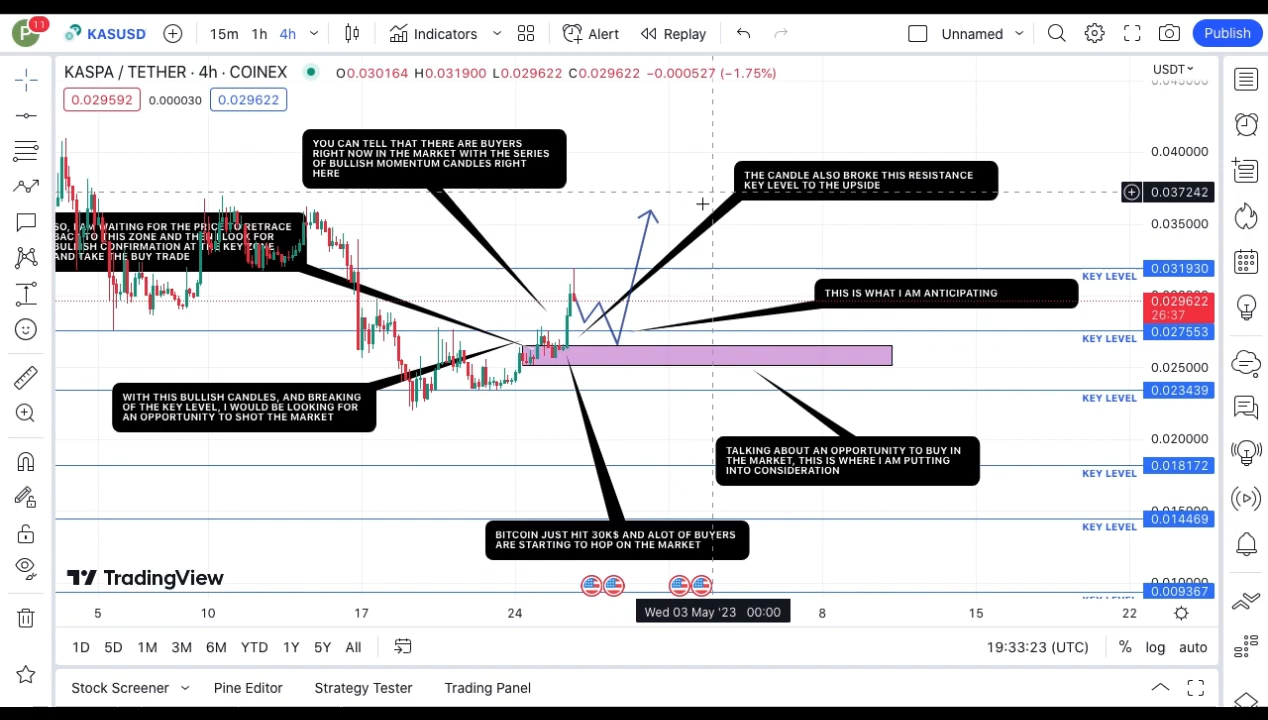 P
11
KASUSD
15m 1h 4h
Indicators
Alert
Replay
Unnamed
Publish
KASPA / TETHER · 4h · COINEX
O0.030164 H0.031900 L0.029622 C0.029622 −0.000527 (−1.75%)
USDT
0.029592 0.000030 0.029622
YOU CAN TELL THAT THERE ARE BUYERS
RIGHT NOW IN THE MARKET WITH THE SERIES
OF BULLISH MOMENTUM CANDLES RIGHT
HERE
THE CANDLE ALSO BROKE THIS RESISTANCE
KEY LEVEL TO THE UPSIDE
SO, I AM WAITING FOR THE PRICE TO RETRACE
BACK TO THIS ZONE AND THEN LOOK FOR
BULLISH CONFIRMATION AT THE KEY ZONE
AND TAKE THE BUY TRADE
THIS IS WHAT I AM ANTICIPATING
WITH THIS BULLISH CANDLES, AND BREAKING
OF THE KEY LEVEL, I WOULD BE LOOKING FOR
AN OPPORTUNITY TO SHOT THE MARKET
TALKING ABOUT AN OPPORTUNITY TO BUY IN
THE MARKET, THIS IS WHERE I AM PUTTING
INTO CONSIDERATION
BITCOIN JUST HIT 30K$ AND ALOT OF BUYERS
ARE STARTING TO HOP ON THE MARKET
0.040000
0.037242
0.035000
0.031930
KEY LEVEL
0.029622
26:37
0.027553
KEY LEVEL
0.025000
0.023439
KEY LEVEL
0.020000
0.018172
KEY LEVEL
0.014469
KEY LEVEL
0.009367
TradingView
5 10 17 24 Wed 03 May '23 00:00 8 15 22
1D 5D 1M 3M 6M YTD 1Y 5Y All
19:33:23 (UTC) % log auto
Stock Screener Pine Editor Strategy Tester Trading Panel